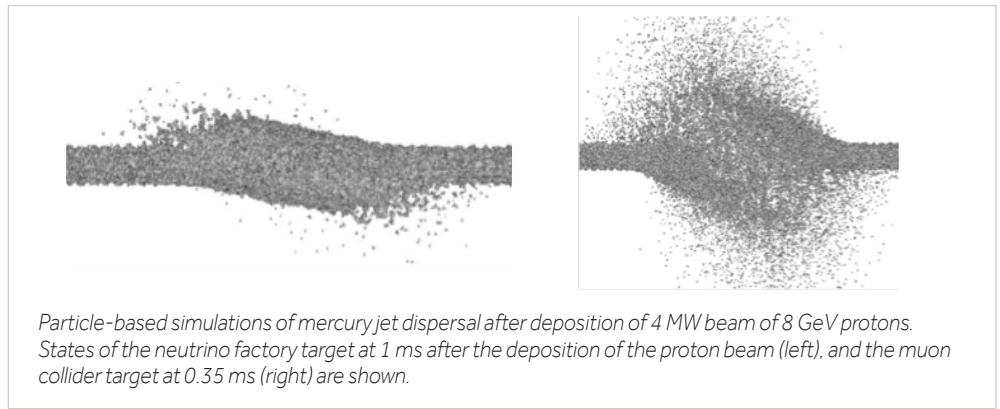 Particle-based simulations of mercury jet dispersal after deposition of 4 MW beam of 8 GeV protons.
States of the neutrino factory target at 1 ms after the deposition of the proton beam (left), and the muon
collider target at 0.35 ms (right) are shown.